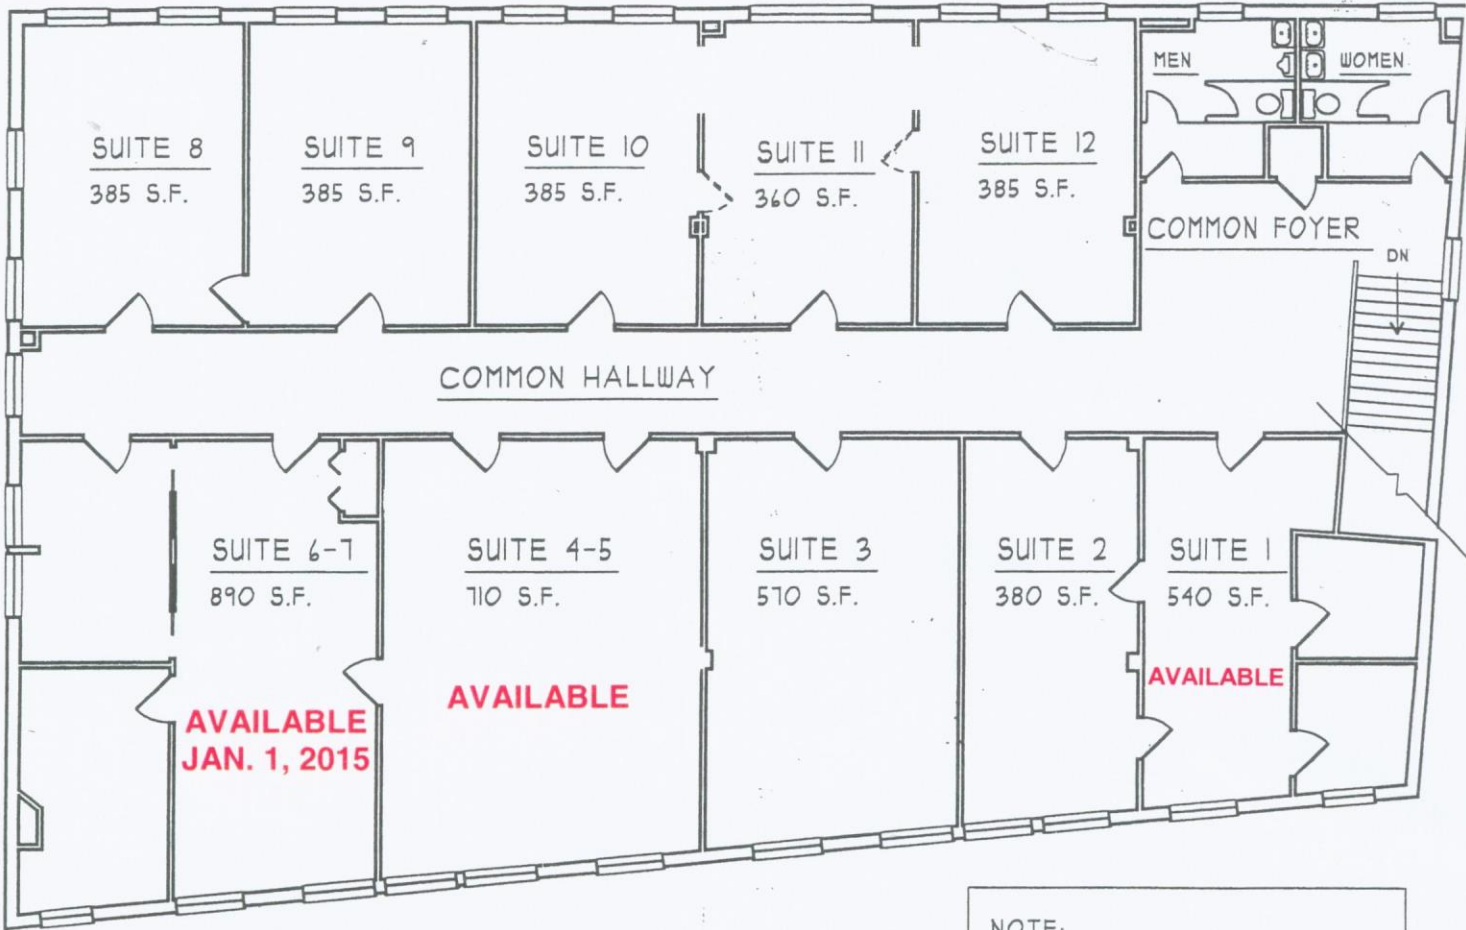 SUITE 8
385 S.F.
SUITE 9
385 S.F.
SUITE 10
385 S.F.
SUITE 11
360 S.F.
SUITE 12
385 S.F.
MEN
WOMEN
COMMON FOYER
DN
COMMON HALLWAY
SUITE 6-7
890 S.F.
AVAILABLE
JAN. 1, 2015
SUITE 4-5
710 S.F.
AVAILABLE
SUITE 3
570 S.F.
SUITE 2
380 S.F.
SUITE 1
540 S.F.
AVAILABLE
NOTE: